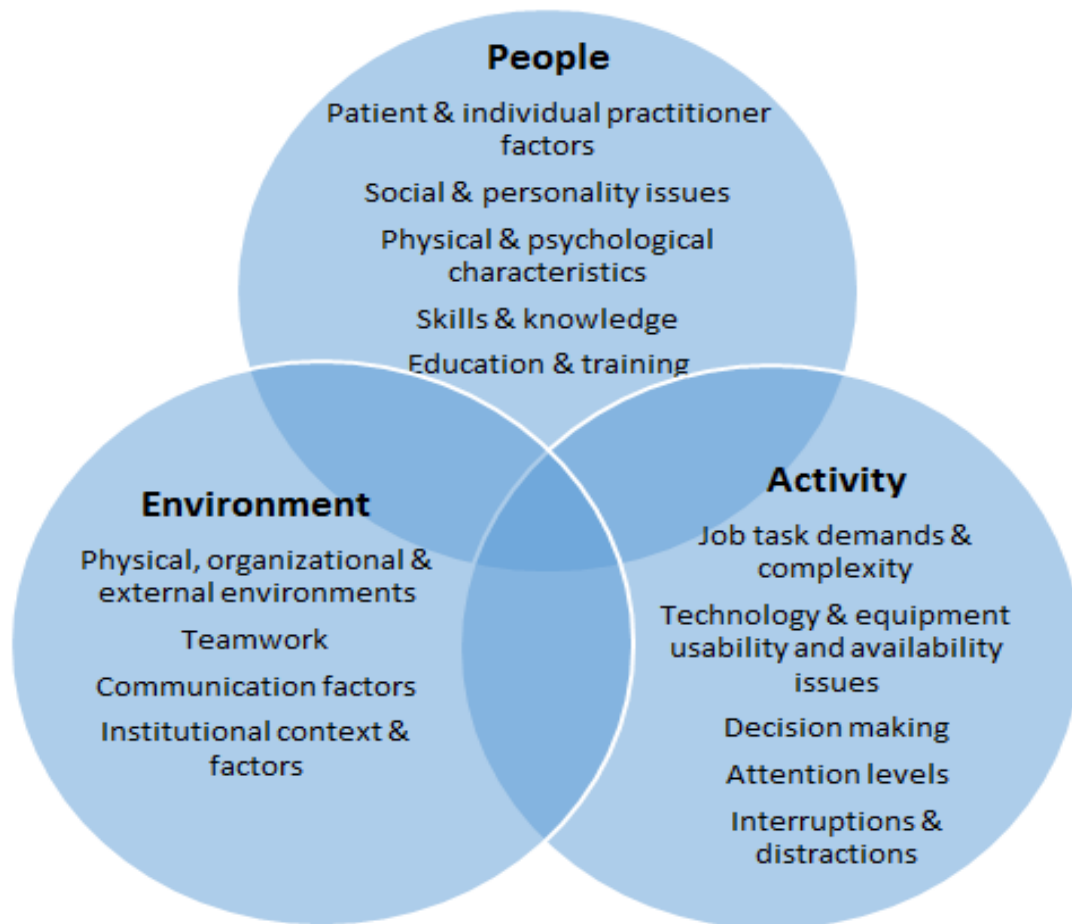 People
Patient & individual practitioner
factors
Social & personality issues
Physical & psychological
characteristics
Skills & knowledge
Education & training
Environment
Physical, organizational &
external environments
Teamwork
Communication factors
Institutional context &
factors
Activity
Job task demands &
complexity
Technology & equipment
usability and availability
issues
Decision making
Attention levels
Interruptions &
distractions